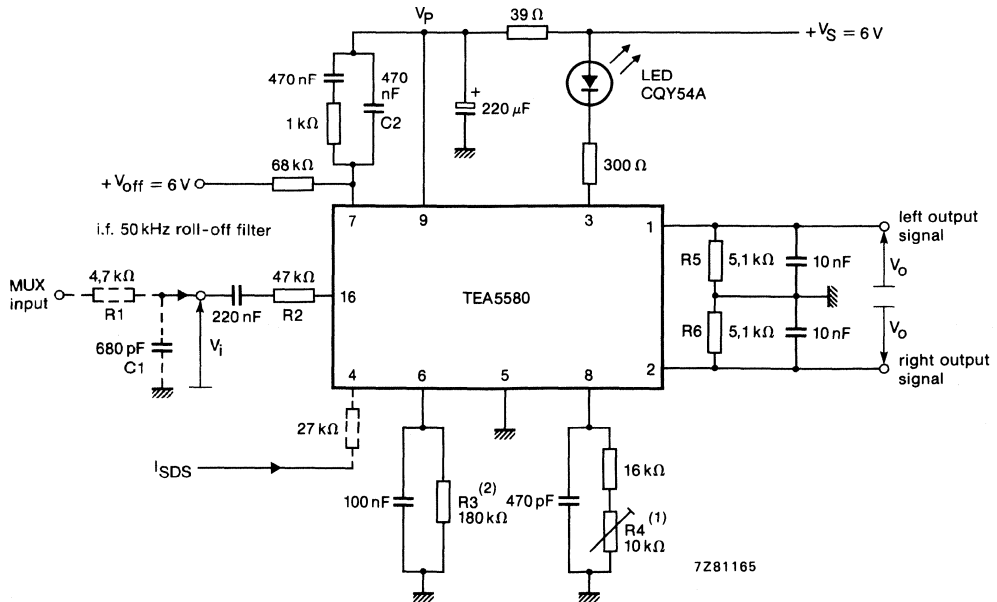 V_P
39 Ω
+V_S = 6 V
470 nF
470
nF
C2
1 kΩ
+
220 μF
LED
CQY54A
300 Ω
68 kΩ
+V_off = 6 V
7
9
3
i.f. 50 kHz roll-off filter
MUX
input
4,7 kΩ
R1
680 pF
C1
V_i
220 nF
47 kΩ
R2
16
TEA5580
1
2
R5
5,1 kΩ
10 nF
R6
5,1 kΩ
10 nF
left output
signal
V_o
V_o
right output
signal
4
6
5
8
27 kΩ
I_SDS
100 nF
R3 (2)
180 kΩ
470 pF
16 kΩ
R4 (1)
10 kΩ
7Z81165